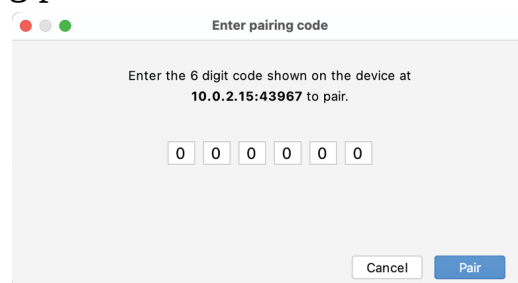 Enter pairing code
Enter the 6 digit code shown on the device at
10.0.2.15:43967 to pair.
0 0 0 0 0 0
Cancel Pair